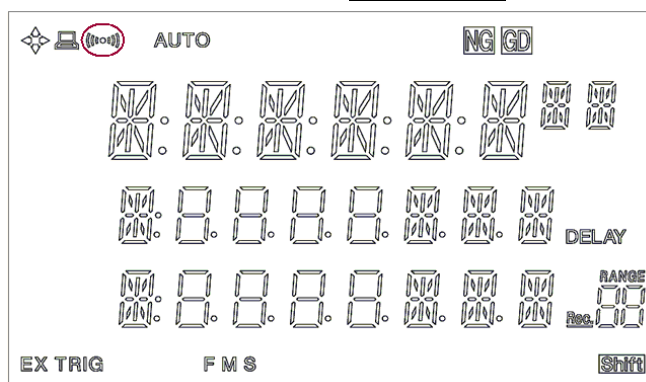 AUTO NG GD
DELAY
RANGE
Rec.
EX TRIG F M S Shift